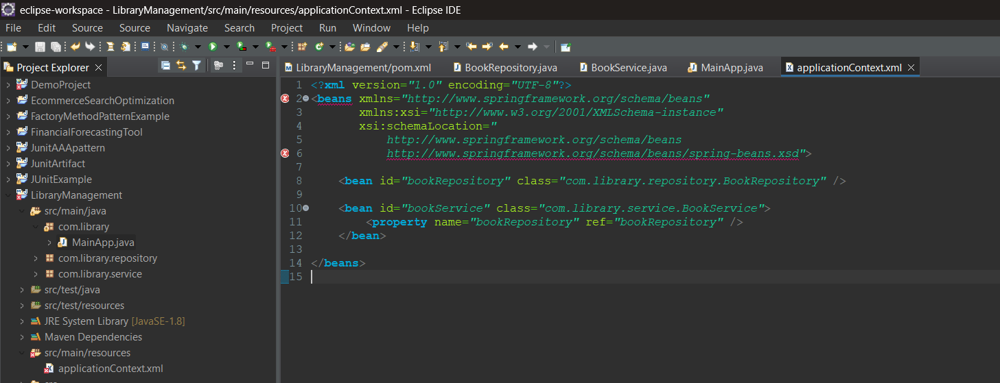 eclipse-workspace - LibraryManagement/src/main/resources/applicationContext.xml - Eclipse IDE
File Edit Source Source Navigate Search Project Run Window Help
Project Explorer
DemoProject
EcommerceSearchOptimization
FactoryMethodPatternExample
FinancialForecastingTool
JunitAAApattern
JunitArtifact
JUnitExample
LibraryManagement
src/main/java
com.library
MainApp.java
com.library.repository
com.library.service
src/test/java
src/test/resources
JRE System Library [JavaSE-1.8]
Maven Dependencies
src/main/resources
applicationContext.xml
LibraryManagement/pom.xml BookRepository.java BookService.java MainApp.java applicationContext.xml
1 <?xml version="1.0" encoding="UTF-8"?>
2 <beans xmlns="http://www.springframework.org/schema/beans"
3 xmlns:xsi="http://www.w3.org/2001/XMLSchema-instance"
4 xsi:schemaLocation="
5 http://www.springframework.org/schema/beans
6 http://www.springframework.org/schema/beans/spring-beans.xsd">
7
8 <bean id="bookRepository" class="com.library.repository.BookRepository" />
9
10 <bean id="bookService" class="com.library.service.BookService">
11 <property name="bookRepository" ref="bookRepository" />
12 </bean>
13
14 </beans>
15